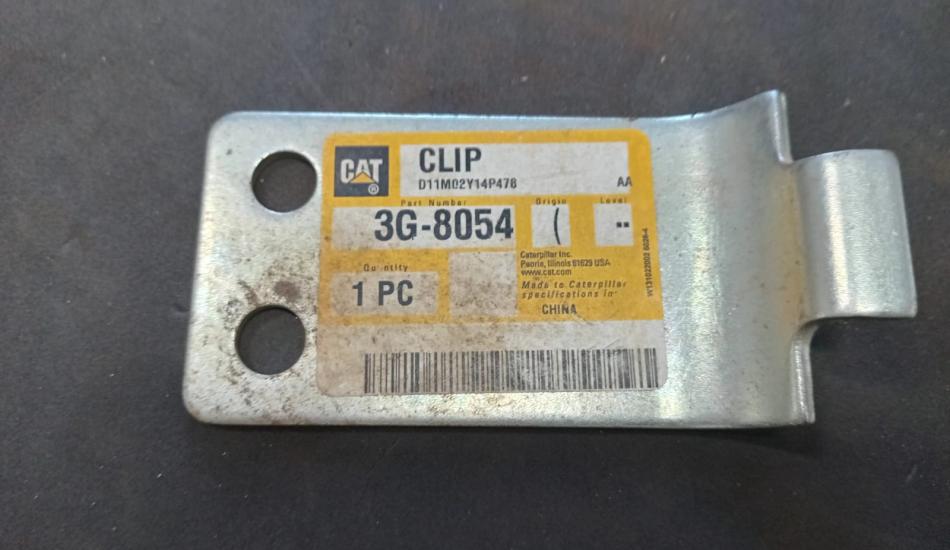 CAT®
CLIP
D11M02Y14P478 AA
Part Number Origin Level
3G-8054 ( --
Caterpillar Inc.
Peoria, Illinois 61629 USA
www.cat.com
Quantity
1 PC
Made to Caterpillar
specifications in
CHINA